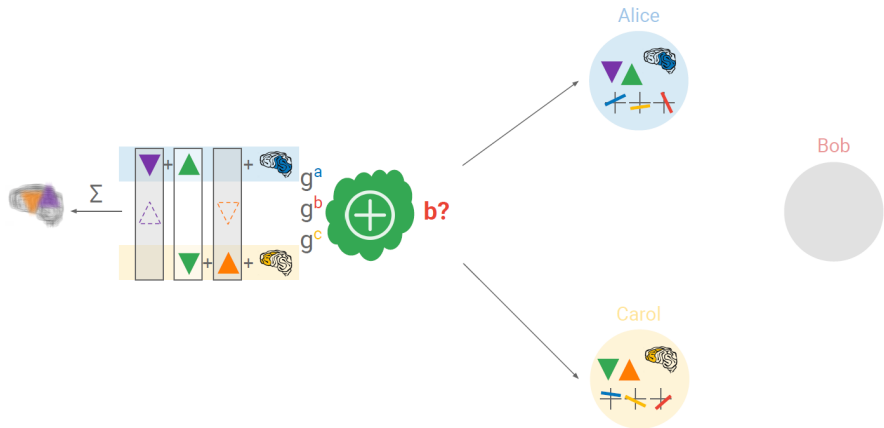 Alice
Bob
Σ
+
+
g^a
g^b
g^c
b?
+ +
Carol